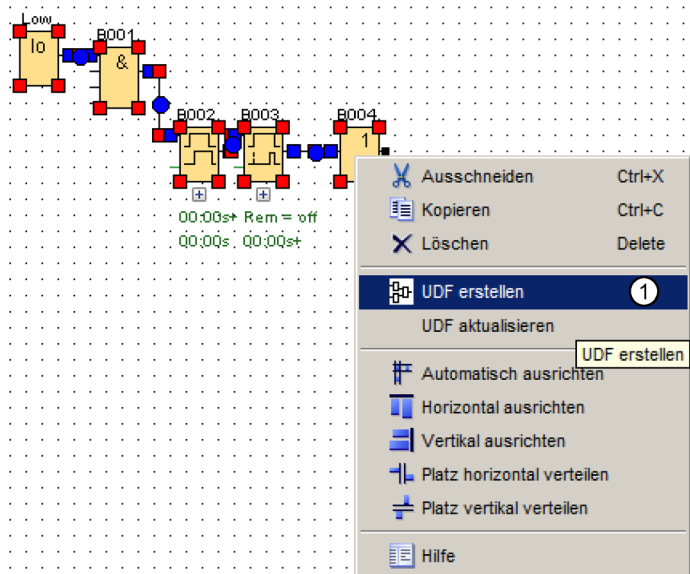 Low
lo
B001
&
B002
B003
B004
1
00:00s+ Rem = off
00:00s 00:00s+
Ausschneiden Ctrl+X
Kopieren Ctrl+C
Löschen Delete
UDF erstellen 1
UDF aktualisieren
UDF erstellen
Automatisch ausrichten
Horizontal ausrichten
Vertikal ausrichten
Platz horizontal verteilen
Platz vertikal verteilen
Hilfe